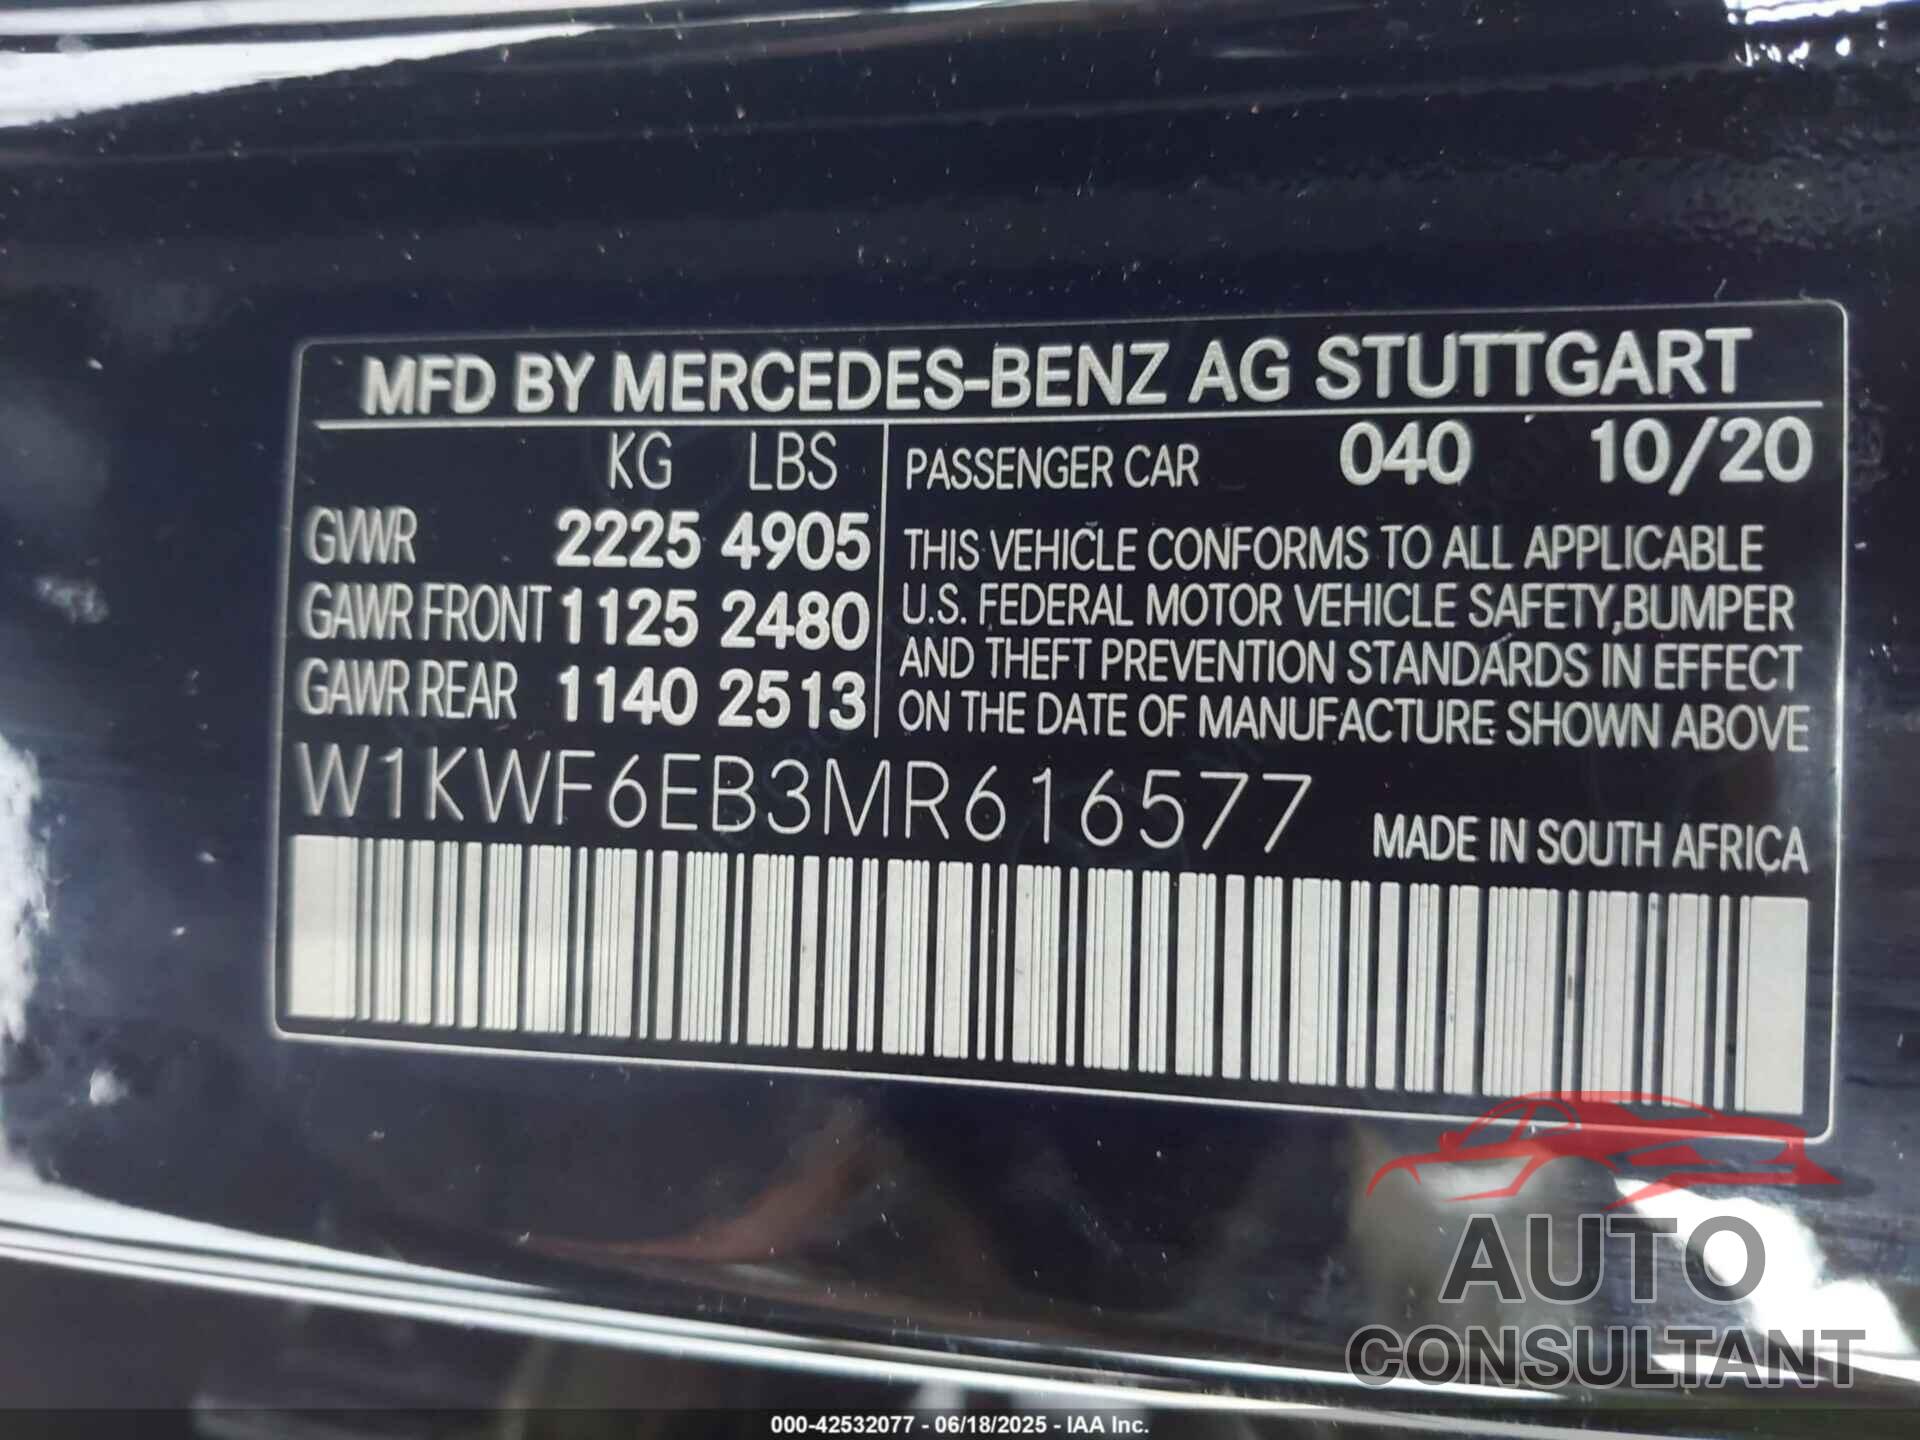 MFD BY MERCEDES-BENZ AG STUTTGART
KG LBS
GVWR 2225 4905
GAWR FRONT 1125 2480
GAWR REAR 1140 2513
PASSENGER CAR 040 10/20
THIS VEHICLE CONFORMS TO ALL APPLICABLE
U.S. FEDERAL MOTOR VEHICLE SAFETY, BUMPER
AND THEFT PREVENTION STANDARDS IN EFFECT
ON THE DATE OF MANUFACTURE SHOWN ABOVE
W1KWF6EB3MR616577
MADE IN SOUTH AFRICA
AUTO
CONSULTANT
000-42532077 - 06/18/2025 - IAA Inc.